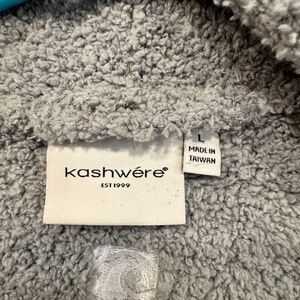 kashwére®
EST 1999
L
MADE IN
TAIWAN